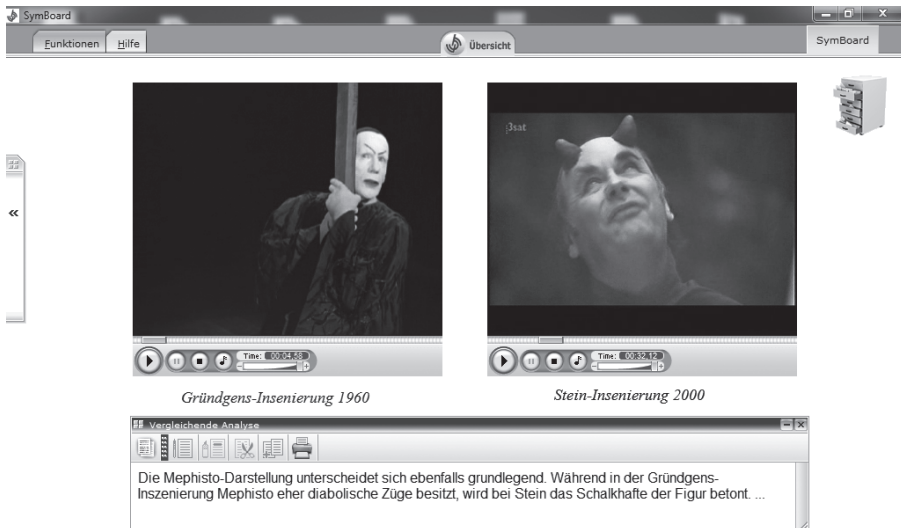 SymBoard
Funktionen Hilfe Übersicht SymBoard
3sat
Time: 00:04:58 Time: 00:32:12
Gründgens-Insenierung 1960 Stein-Insenierung 2000
Vergleichende Analyse
Die Mephisto-Darstellung unterscheidet sich ebenfalls grundlegend. Während in der Gründgens-
Inszenierung Mephisto eher diabolische Züge besitzt, wird bei Stein das Schalkhafte der Figur betont. ...